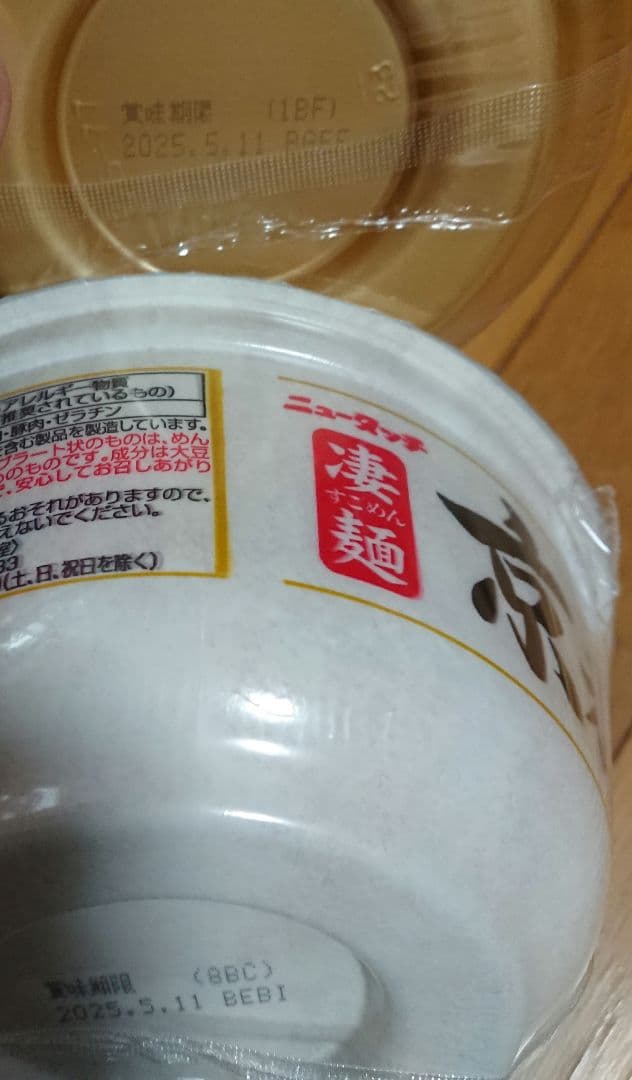 賞味期限 (1BF)
2025.5.11
アレルギー物質
推奨されているもの)
豚肉・ゼラチン
含む製品を製造しています。
ラート状のものは、めん
のものです。成分は大豆
安心してお召しあがり
おそれがありますので、
えないでください。
(土、日、祝日を除く)
ニュータッチ
凄
すごめん
麺
京
賞味期限 (8BC)
2025.5.11 BEBI